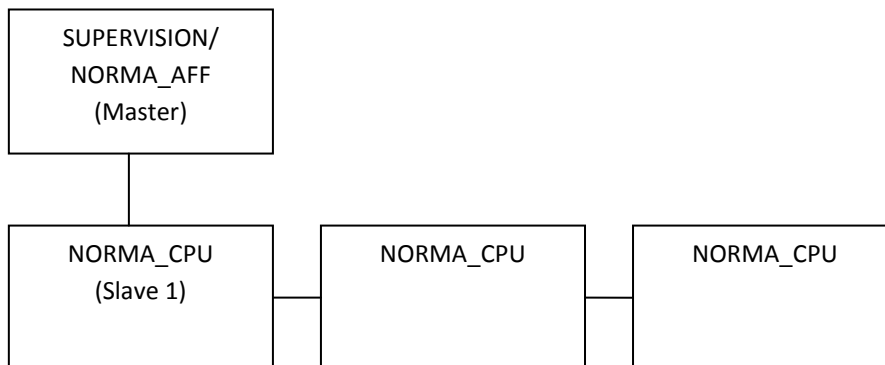 SUPERVISION/
NORMA_AFF
(Master)
NORMA_CPU
(Slave 1)
NORMA_CPU
NORMA_CPU